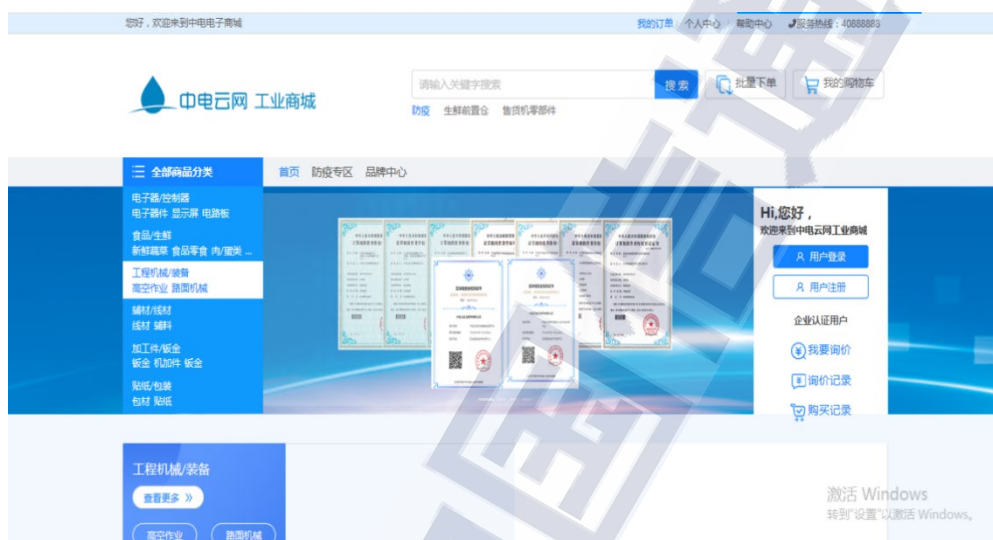 您好，欢迎来到中电电子商城
我的订单 个人中心 帮助中心 服务热线：40888883
中电云网 工业商城
请输入关键字搜索 搜索 批量下单 我的购物车
防疫 生鲜前置仓 售货机零部件
全部商品分类 首页 防疫专区 品牌中心
电子器/控制器
电子器件 显示屏 电路板
食品/生鲜
新鲜蔬菜 食品零食 肉/蛋类 ...
工程机械/装备
高空作业 路面机械
辅材/线材
线材 辅料
加工件/钣金
钣金 机加件 钣金
贴纸/包装
包材 贴纸
Hi,您好，
欢迎来到中电云网工业商城
用户登录
用户注册
企业认证用户
我要询价
询价记录
购买记录
工程机械/装备
查看更多 》
高空作业 路面机械
激活 Windows
转到"设置"以激活 Windows。